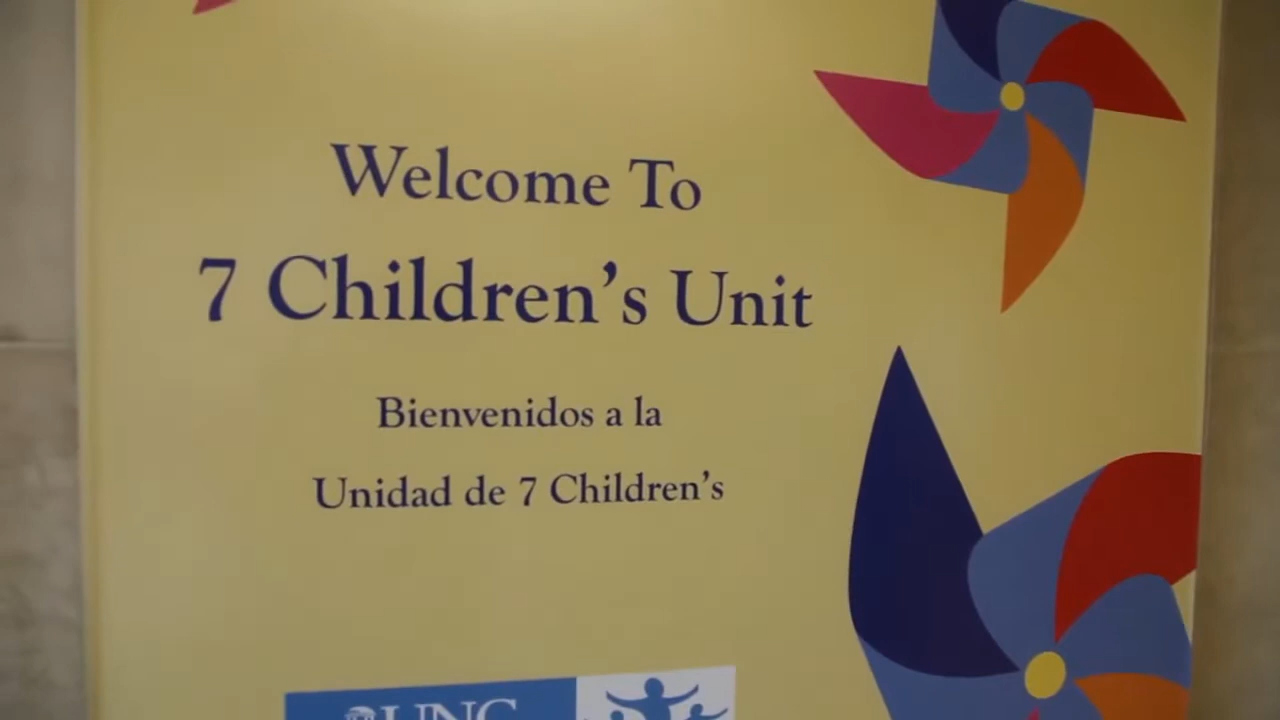 Welcome To
7 Children's Unit
Bienvenidos a la
Unidad de 7 Children's
UNC